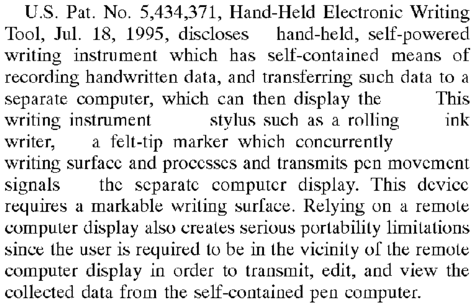 U.S. Pat. No. 5,434,371, Hand-Held Electronic Writing
Tool, Jul. 18, 1995, discloses hand-held, self-powered
writing instrument which has self-contained means of
recording handwritten data, and transferring such data to a
separate computer, which can then display the This
writing instrument stylus such as a rolling ink
writer, a felt-tip marker which concurrently
writing surface and processes and transmits pen movement
signals the separate computer display. This device
requires a markable writing surface. Relying on a remote
computer display also creates serious portability limitations
since the user is required to be in the vicinity of the remote
computer display in order to transmit, edit, and view the
collected data from the self-contained pen computer.